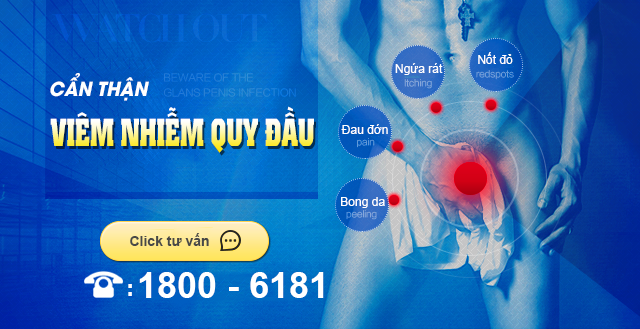 WATCH OUT
CẨN THẬN
BEWARE OF THE
GLANS PENIS INFECTION
VIÊM NHIỄM QUY ĐẦU
Ngứa rát
Itching
Nốt đỏ
redspots
Đau đớn
pain
Bong da
peeling
Click tư vấn
: 1800 - 6181